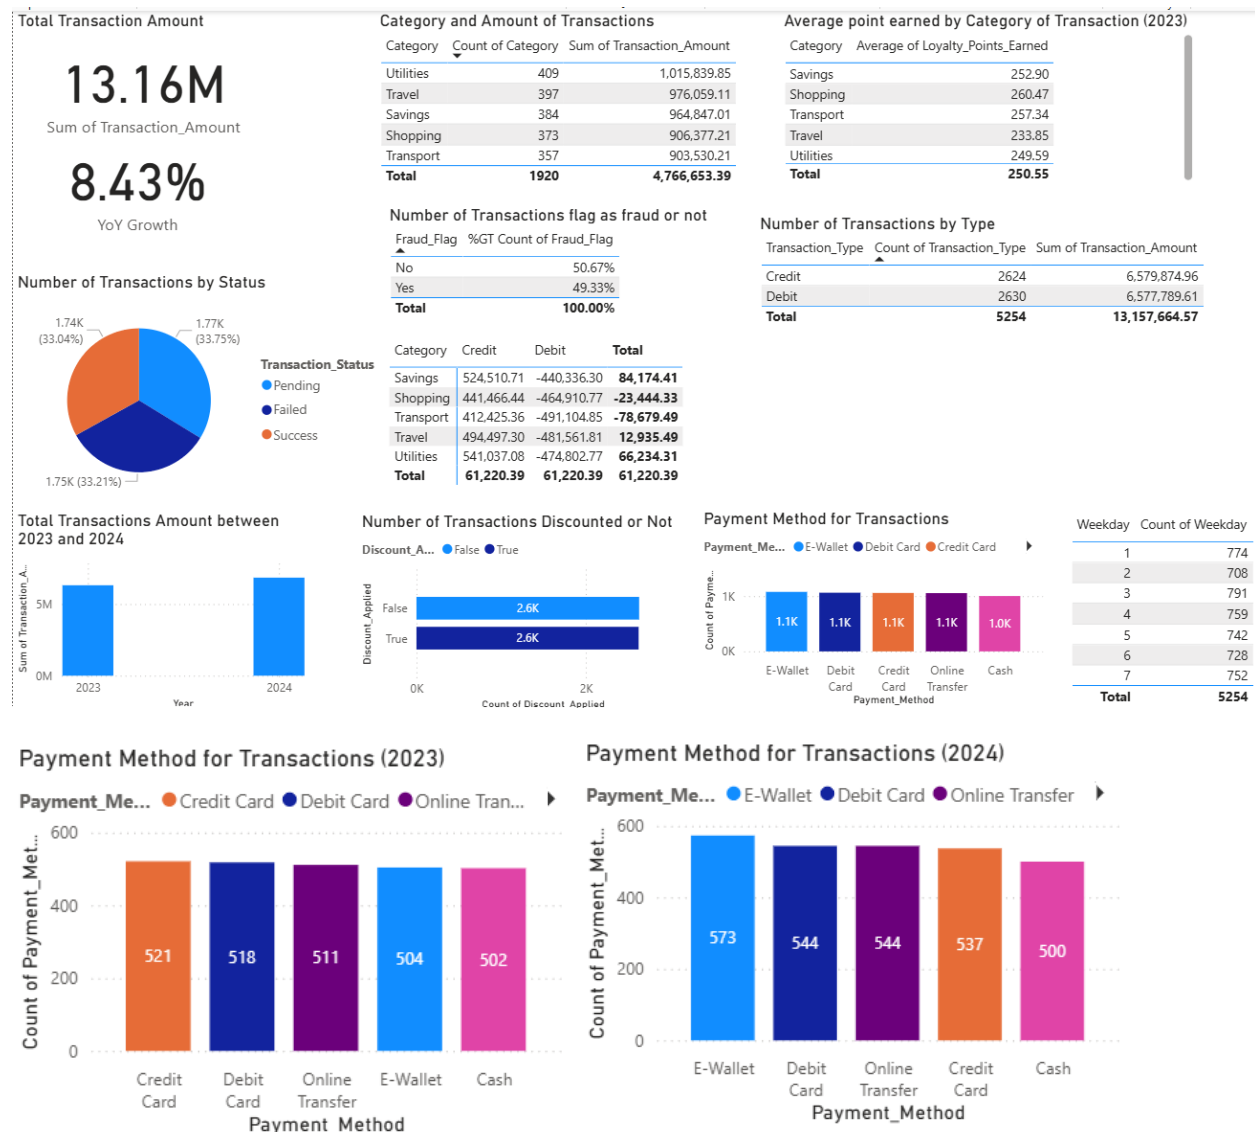 Total Transaction Amount
13.16M
Sum of Transaction_Amount
8.43%
YoY Growth
Category and Amount of Transactions
Category Count of Category Sum of Transaction_Amount
Utilities 409 1,015,839.85
Travel 397 976,059.11
Savings 384 964,847.01
Shopping 373 906,377.21
Transport 357 903,530.21
Total 1920 4,766,653.39
Average point earned by Category of Transaction (2023)
Category Average of Loyalty_Points_Earned
Savings 252.90
Shopping 260.47
Transport 257.34
Travel 233.85
Utilities 249.59
Total 250.55
Number of Transactions flag as fraud or not
Fraud_Flag %GT Count of Fraud_Flag
No 50.67%
Yes 49.33%
Total 100.00%
Number of Transactions by Type
Transaction_Type Count of Transaction_Type Sum of Transaction_Amount
Credit 2624 6,579,874.96
Debit 2630 6,577,789.61
Total 5254 13,157,664.57
Number of Transactions by Status
1.74K
(33.04%)
1.77K
(33.75%)
1.75K (33.21%)
Transaction_Status
Pending
Failed
Success
Category Credit Debit Total
Savings 524,510.71 -440,336.30 84,174.41
Shopping 441,466.44 -464,910.77 -23,444.33
Transport 412,425.36 -491,104.85 -78,679.49
Travel 494,497.30 -481,561.81 12,935.49
Utilities 541,037.08 -474,802.77 66,234.31
Total 61,220.39 61,220.39 61,220.39
Total Transactions Amount between
2023 and 2024
Sum of Transaction_A...
5M
0M
2023 2024
Year
Number of Transactions Discounted or Not
Discount_A... False True
Discount_Applied
False 2.6K
True 2.6K
0K 2K
Count of Discount_Applied
Payment Method for Transactions
Payment_Me... E-Wallet Debit Card Credit Card
Count of Payme...
1K
0K
1.1K 1.1K 1.1K 1.1K 1.0K
E-Wallet Debit Card Credit Card Online Transfer Cash
Payment_Method
Weekday Count of Weekday
1 774
2 708
3 791
4 759
5 742
6 728
7 752
Total 5254
Payment Method for Transactions (2023)
Payment_Me... Credit Card Debit Card Online Tran...
Count of Payment_Met...
600
400
200
0
521 518 511 504 502
Credit Card Debit Card Online Transfer E-Wallet Cash
Payment_Method
Payment Method for Transactions (2024)
Payment_Me... E-Wallet Debit Card Online Transfer
Count of Payment_Met...
600
400
200
0
573 544 544 537 500
E-Wallet Debit Card Online Transfer Credit Card Cash
Payment_Method